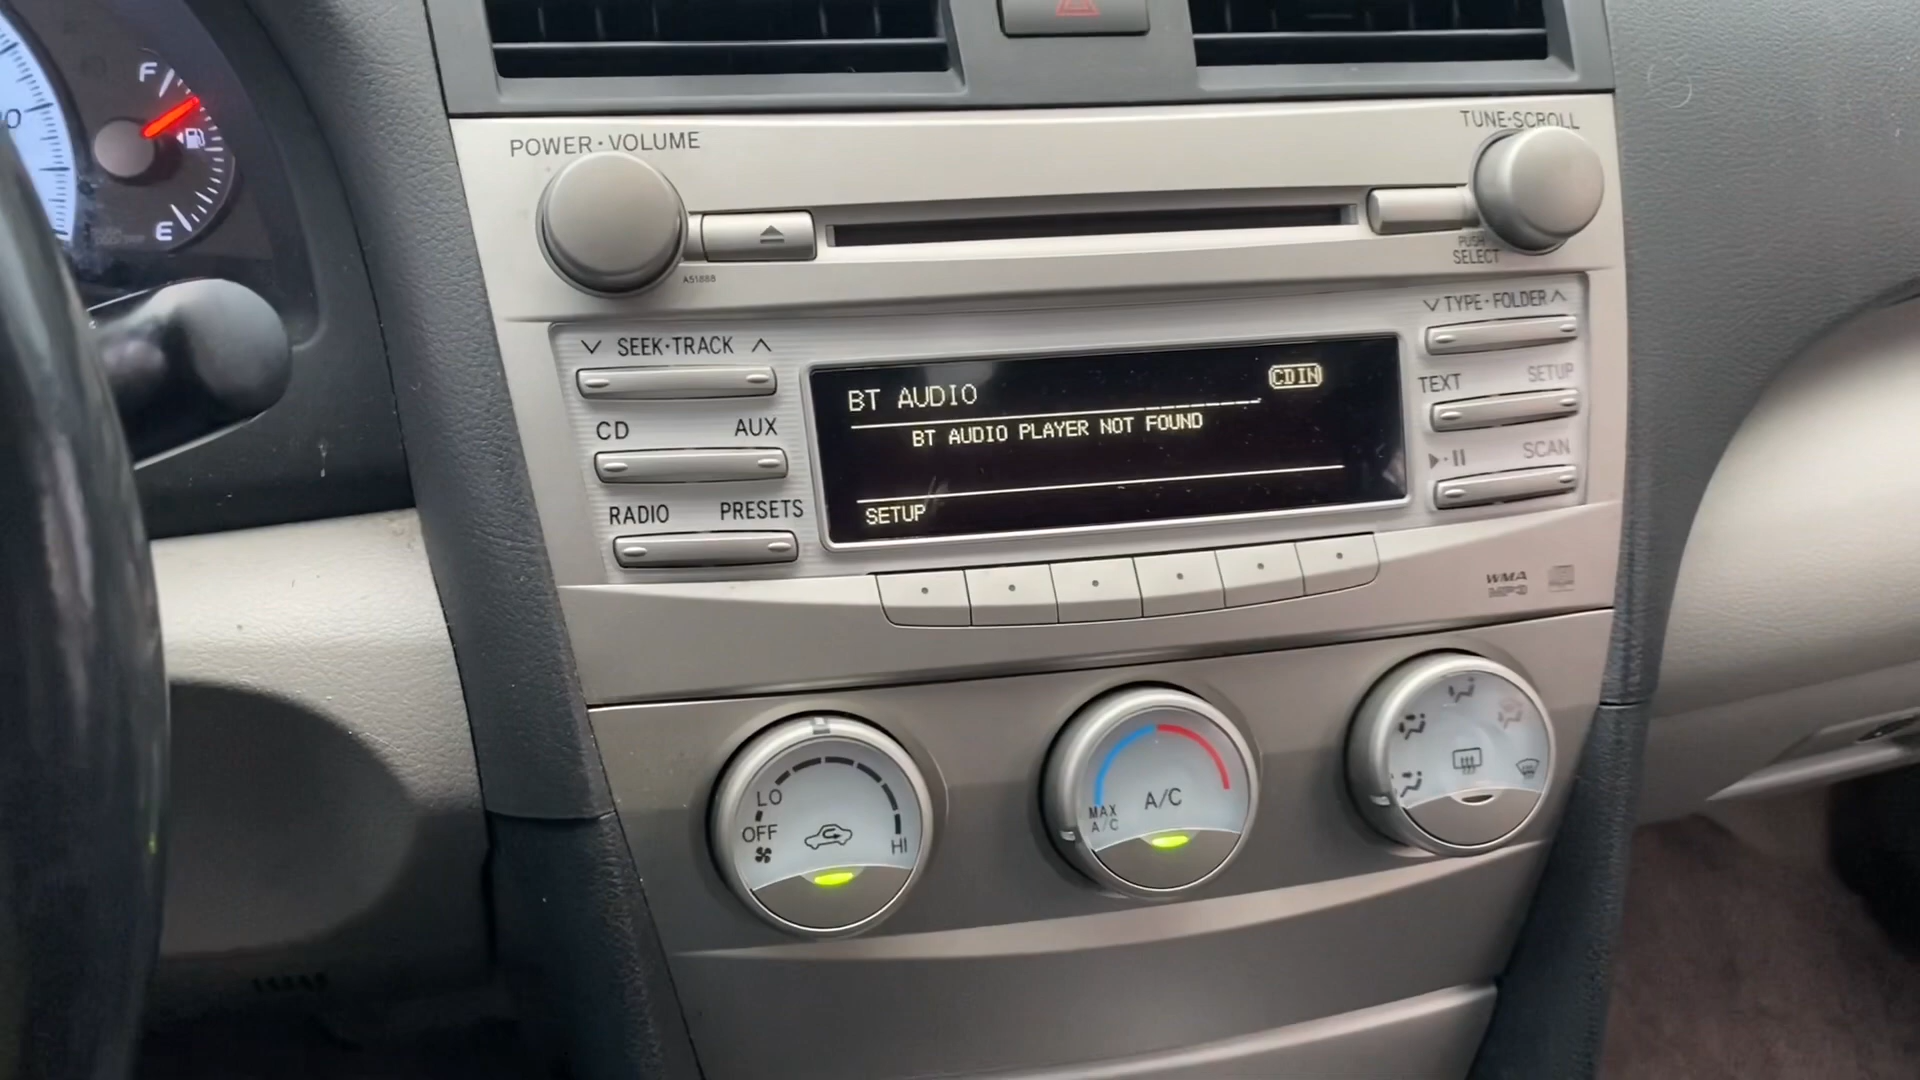 F
E
POWER·VOLUME
TUNE·SCROLL
A51888
PUSH
SELECT
SEEK·TRACK
TYPE·FOLDER
CD AUX
TEXT SETUP
RADIO PRESETS
SCAN
BT AUDIO
CD IN
BT AUDIO PLAYER NOT FOUND
SETUP
WMA
MP3
LO
OFF
HI
MAX
A/C
A/C